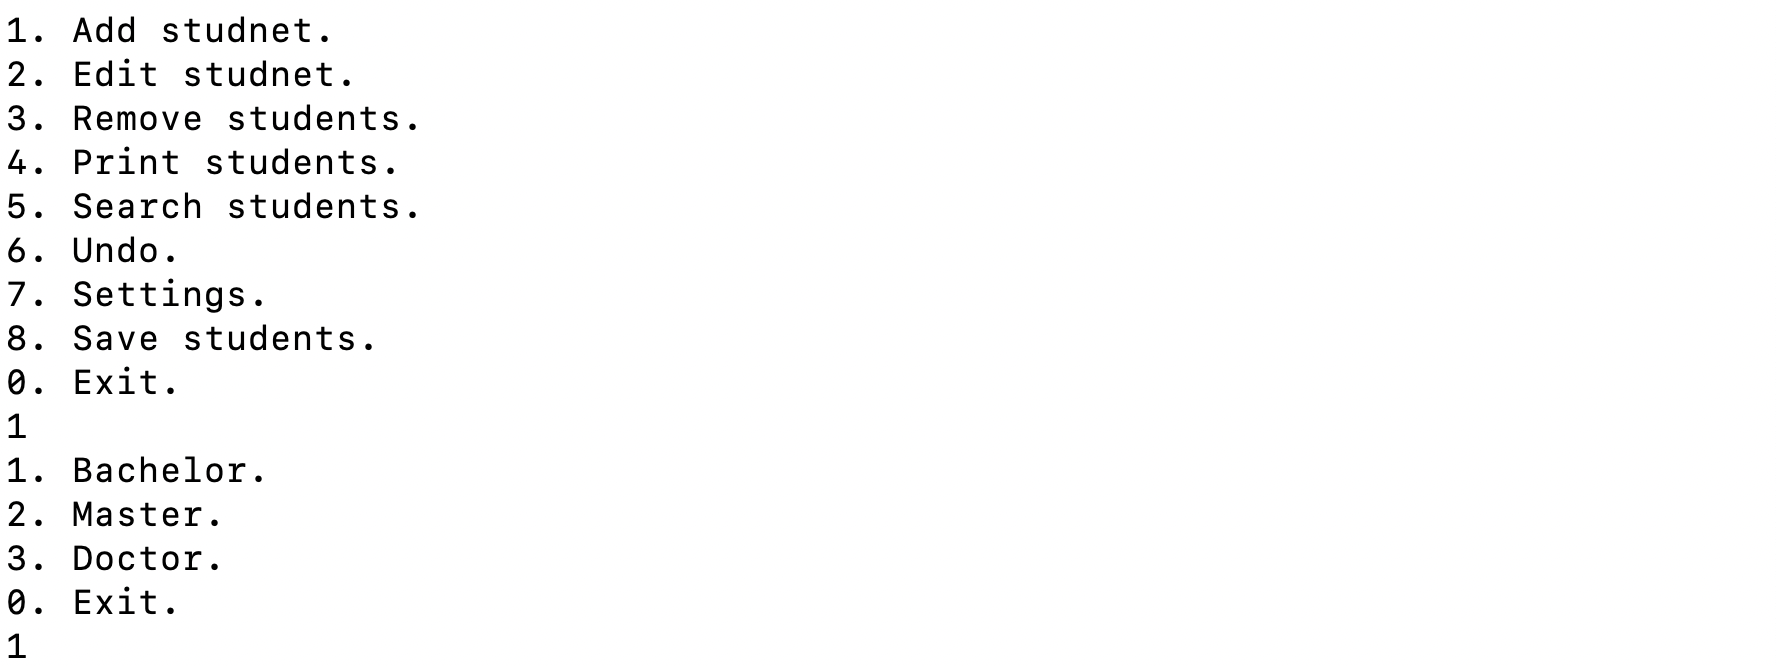 1. Add studnet.
2. Edit studnet.
3. Remove students.
4. Print students.
5. Search students.
6. Undo.
7. Settings.
8. Save students.
0. Exit.
1
1. Bachelor.
2. Master.
3. Doctor.
0. Exit.
1